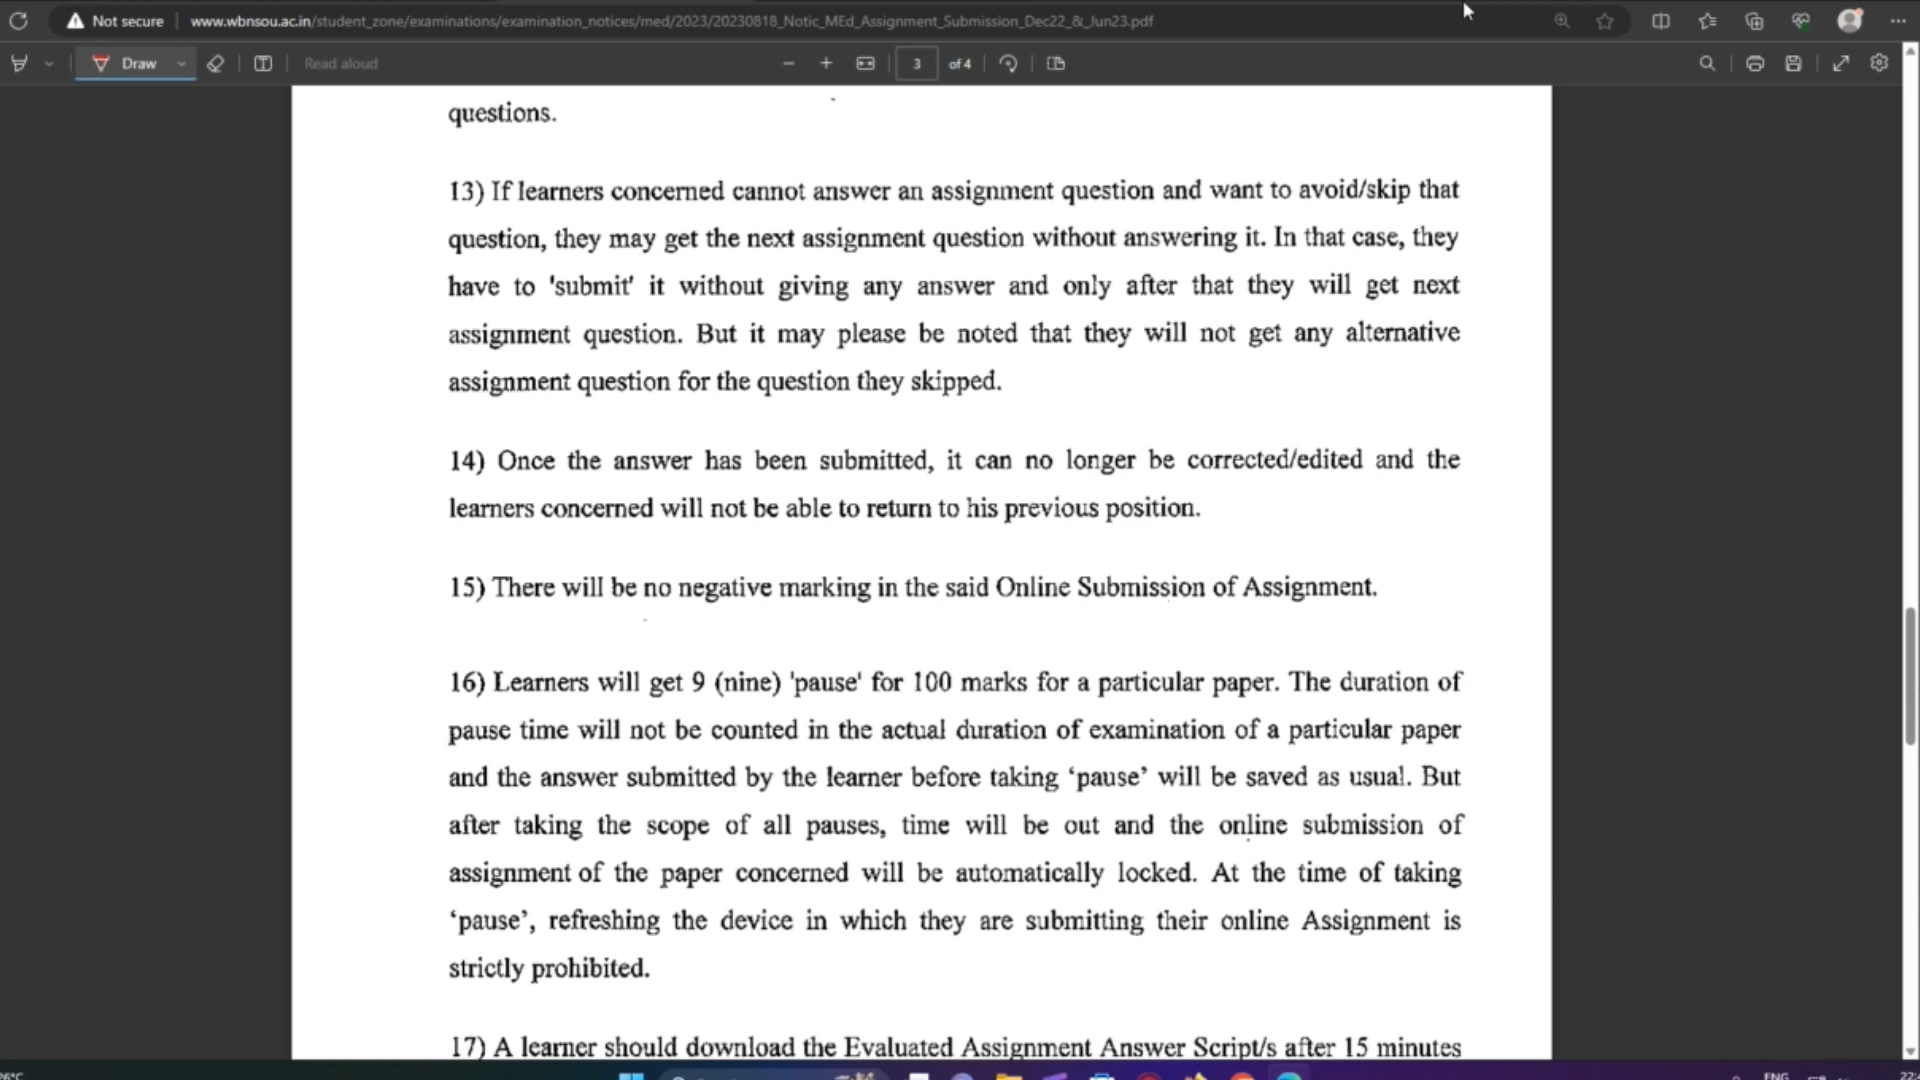 Not secure www.wbnsou.ac.in/student_zone/examinations/examination_notices/med/2023/20230818_Notic_MEd_Assignment_Submission_Dec22_&_Jun23.pdf
Draw Read aloud 3 of 4
questions.
13) If learners concerned cannot answer an assignment question and want to avoid/skip that
question, they may get the next assignment question without answering it. In that case, they
have to 'submit' it without giving any answer and only after that they will get next
assignment question. But it may please be noted that they will not get any alternative
assignment question for the question they skipped.
14) Once the answer has been submitted, it can no longer be corrected/edited and the
learners concerned will not be able to return to his previous position.
15) There will be no negative marking in the said Online Submission of Assignment.
16) Learners will get 9 (nine) 'pause' for 100 marks for a particular paper. The duration of
pause time will not be counted in the actual duration of examination of a particular paper
and the answer submitted by the learner before taking ‘pause’ will be saved as usual. But
after taking the scope of all pauses, time will be out and the online submission of
assignment of the paper concerned will be automatically locked. At the time of taking
‘pause’, refreshing the device in which they are submitting their online Assignment is
strictly prohibited.
17) A learner should download the Evaluated Assignment Answer Script/s after 15 minutes
ENG